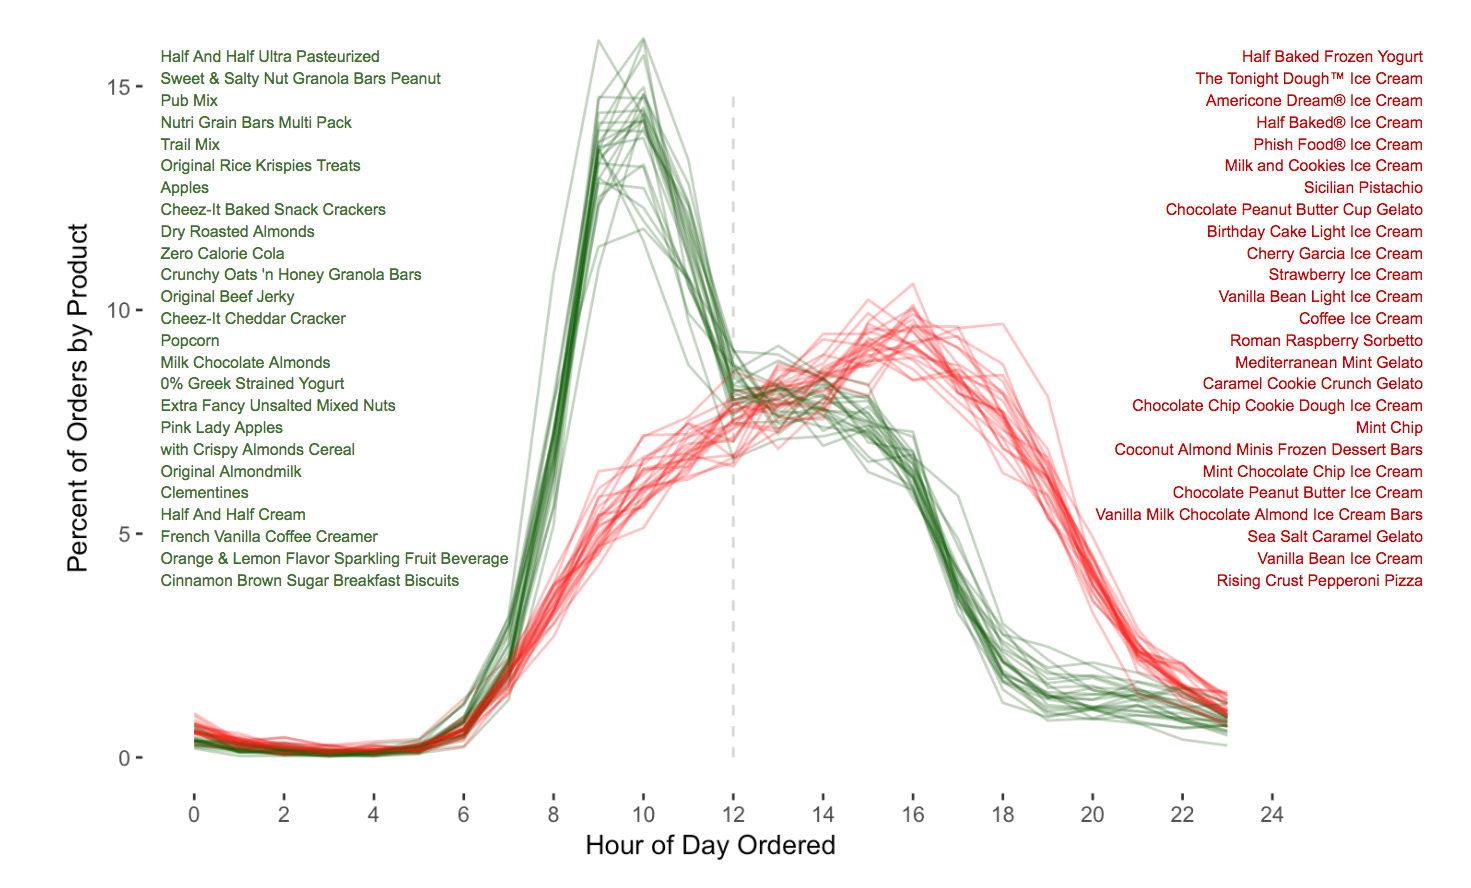 Half And Half Ultra Pasteurized
Sweet & Salty Nut Granola Bars Peanut
Pub Mix
Nutri Grain Bars Multi Pack
Trail Mix
Original Rice Krispies Treats
Apples
Cheez-It Baked Snack Crackers
Dry Roasted Almonds
Zero Calorie Cola
Crunchy Oats 'n Honey Granola Bars
Original Beef Jerky
Cheez-It Cheddar Cracker
Popcorn
Milk Chocolate Almonds
0% Greek Strained Yogurt
Extra Fancy Unsalted Mixed Nuts
Pink Lady Apples
with Crispy Almonds Cereal
Original Almondmilk
Clementines
Half And Half Cream
French Vanilla Coffee Creamer
Orange & Lemon Flavor Sparkling Fruit Beverage
Cinnamon Brown Sugar Breakfast Biscuits
Half Baked Frozen Yogurt
The Tonight Dough™ Ice Cream
Americone Dream® Ice Cream
Half Baked® Ice Cream
Phish Food® Ice Cream
Milk and Cookies Ice Cream
Sicilian Pistachio
Chocolate Peanut Butter Cup Gelato
Birthday Cake Light Ice Cream
Cherry Garcia Ice Cream
Strawberry Ice Cream
Vanilla Bean Light Ice Cream
Coffee Ice Cream
Roman Raspberry Sorbetto
Mediterranean Mint Gelato
Caramel Cookie Crunch Gelato
Chocolate Chip Cookie Dough Ice Cream
Mint Chip
Coconut Almond Minis Frozen Dessert Bars
Mint Chocolate Chip Ice Cream
Chocolate Peanut Butter Ice Cream
Vanilla Milk Chocolate Almond Ice Cream Bars
Sea Salt Caramel Gelato
Vanilla Bean Ice Cream
Rising Crust Pepperoni Pizza
Percent of Orders by Product
15
10
5
0
0 2 4 6 8 10 12 14 16 18 20 22 24
Hour of Day Ordered